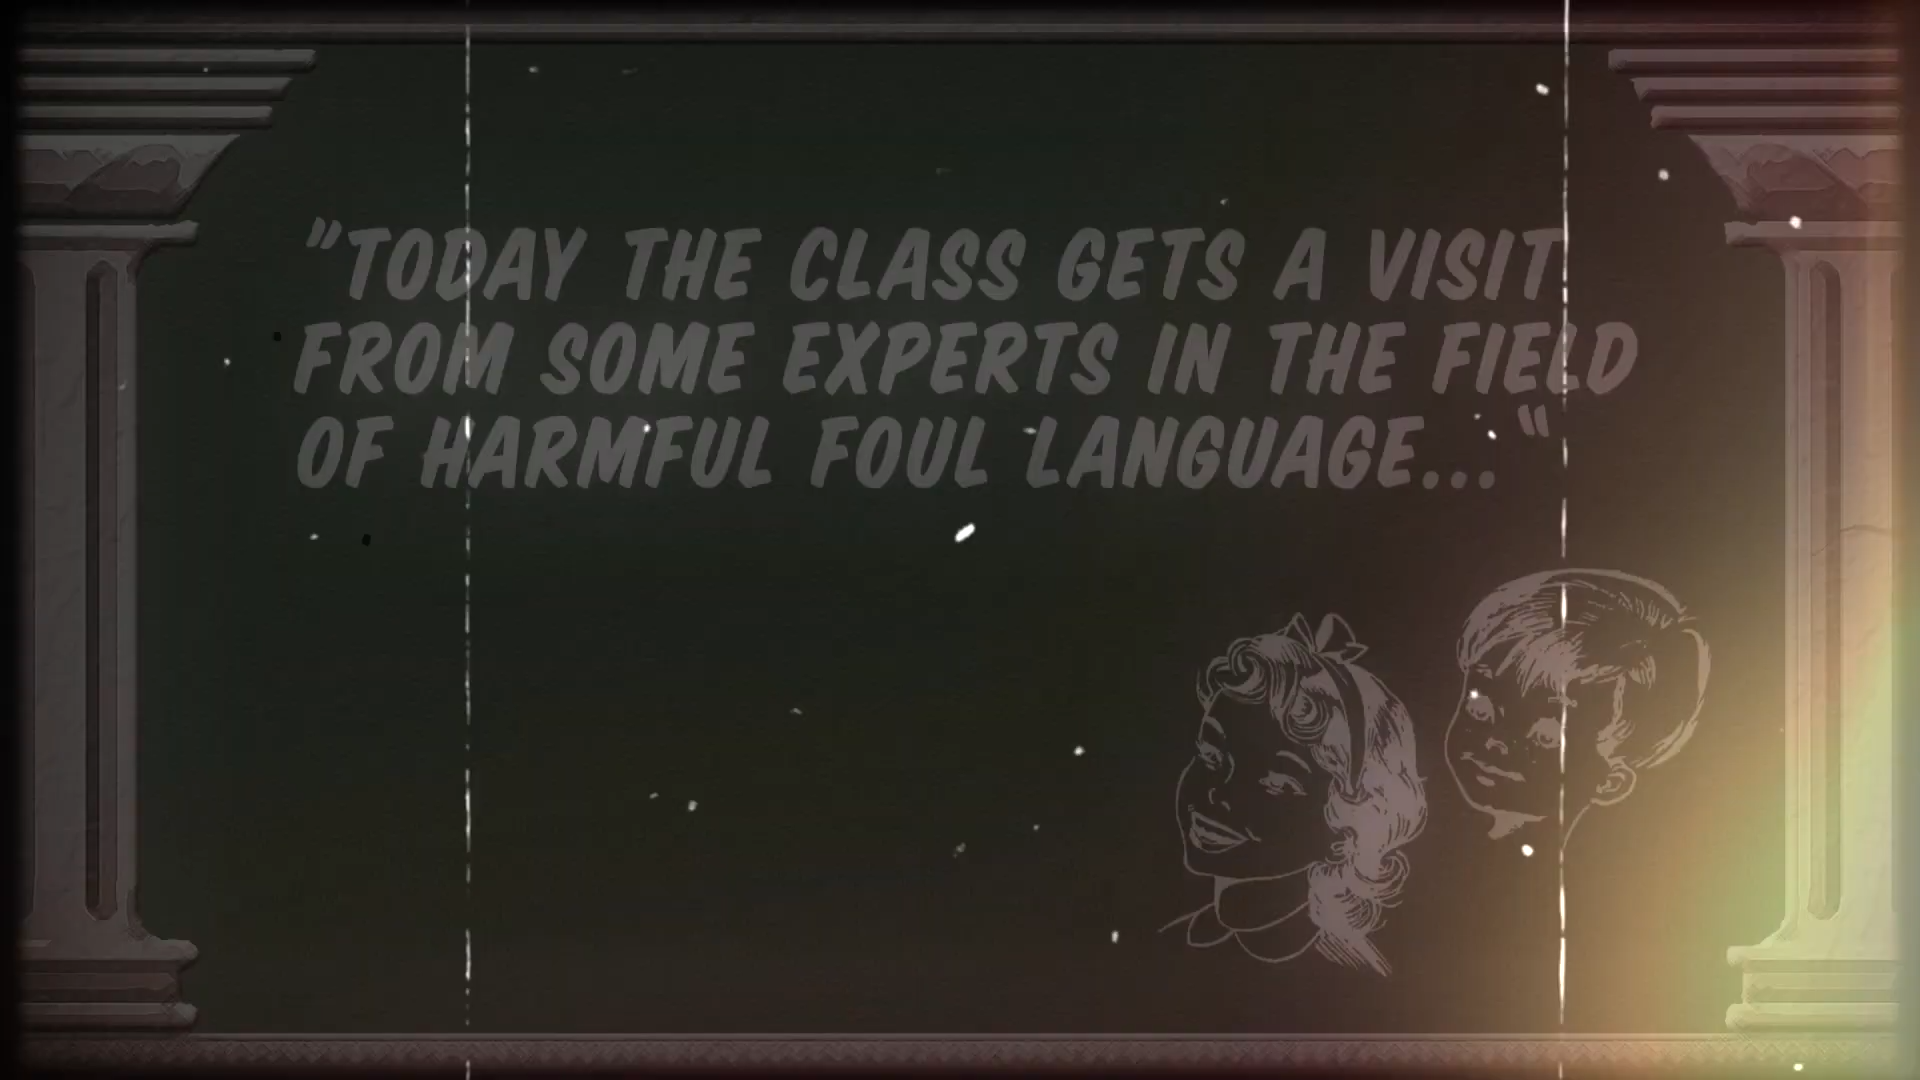 "TODAY THE CLASS GETS A VISIT
FROM SOME EXPERTS IN THE FIELD
OF HARMFUL FOUL LANGUAGE... "